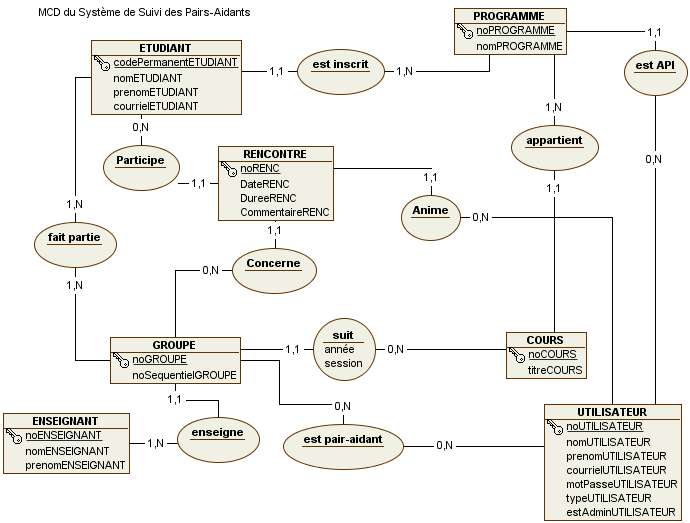 MCD du Système de Suivi des Pairs-Aidants
PROGRAMME
noPROGRAMME
nomPROGRAMME
1,1
est API
ETUDIANT
codePermanentETUDIANT
nomETUDIANT
prenomETUDIANT
courrielETUDIANT
1,1
est inscrit
1,N
1,N
0,N
appartient
Participe
RENCONTRE
noRENC
DateRENC
DureeRENC
CommentaireRENC
1,1
1,1
1,1
0,N
1,N
Anime
0,N
fait partie
1,1
Concerne
0,N
1,N
GROUPE
noGROUPE
noSequentielGROUPE
1,1
suit
année
session
0,N
COURS
noCOURS
titreCOURS
1,1
0,N
ENSEIGNANT
noENSEIGNANT
nomENSEIGNANT
prenomENSEIGNANT
1,N
enseigne
est pair-aidant
0,N
UTILISATEUR
noUTILISATEUR
nomUTILISATEUR
prenomUTILISATEUR
courrielUTILISATEUR
motPasseUTILISATEUR
typeUTILISATEUR
estAdminUTILISATEUR